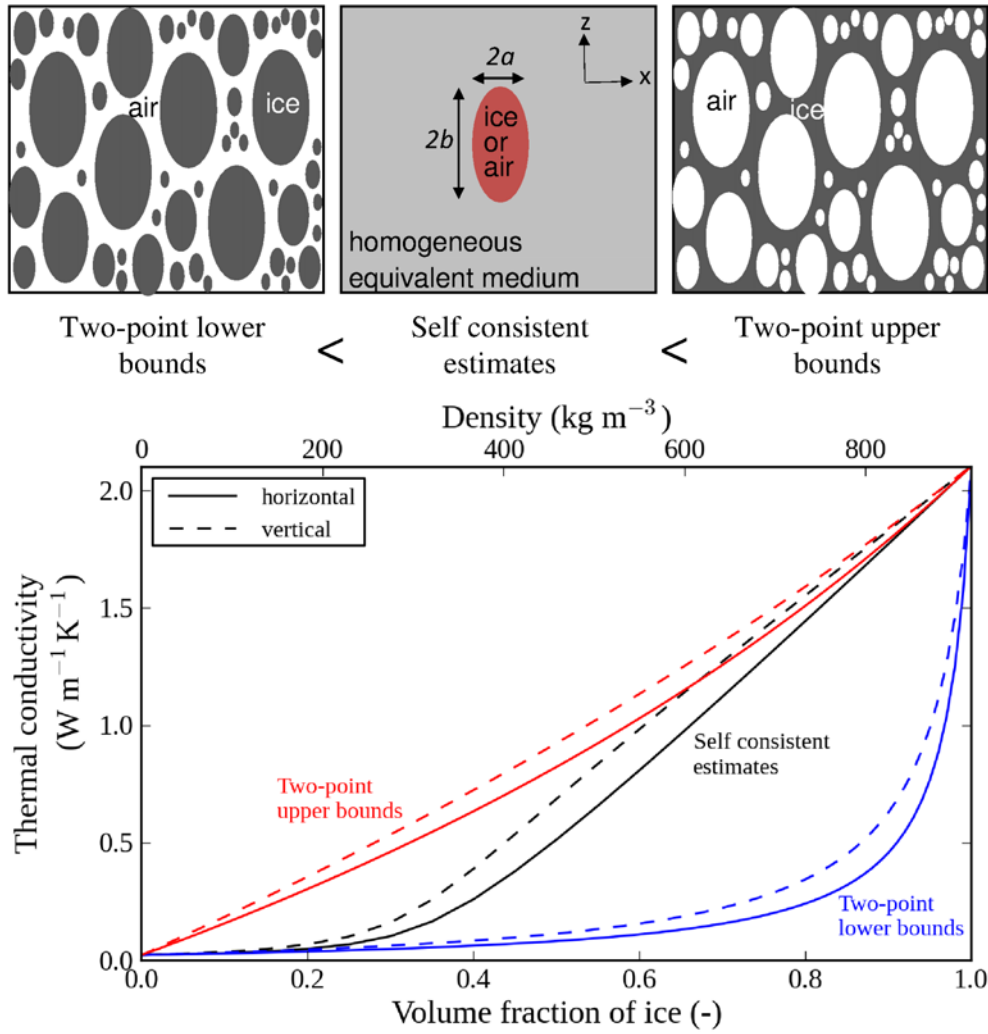 air
ice
2a
2b
ice
or
air
z
x
homogeneous
equivalent medium
air
ice
Two-point lower
bounds
<
Self consistent
estimates
<
Two-point upper
bounds
Density (kg m⁻³)
0 200 400 600 800
horizontal
vertical
Thermal conductivity
(W m⁻¹K⁻¹)
2.0
1.5
1.0
0.5
0.0
Two-point
upper bounds
Self consistent
estimates
Two-point
lower bounds
0.0 0.2 0.4 0.6 0.8 1.0
Volume fraction of ice (-)